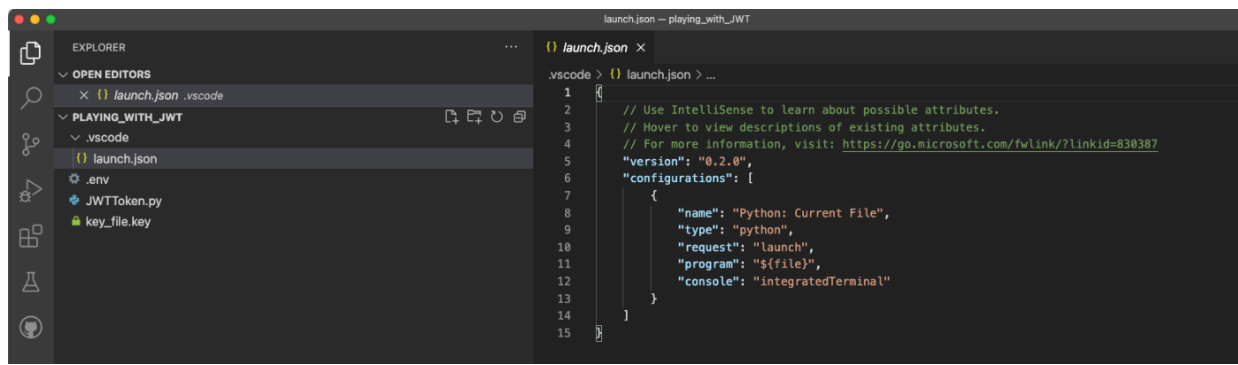 launch.json — playing_with_JWT
EXPLORER
OPEN EDITORS
launch.json .vscode
PLAYING_WITH_JWT
.vscode
{} launch.json
.env
JWTToken.py
key_file.key
{} launch.json
.vscode > {} launch.json > ...
1 {
2 // Use IntelliSense to learn about possible attributes.
3 // Hover to view descriptions of existing attributes.
4 // For more information, visit: https://go.microsoft.com/fwlink/?linkid=830387
5 "version": "0.2.0",
6 "configurations": [
7 {
8 "name": "Python: Current File",
9 "type": "python",
10 "request": "launch",
11 "program": "${file}",
12 "console": "integratedTerminal"
13 }
14 ]
15 }